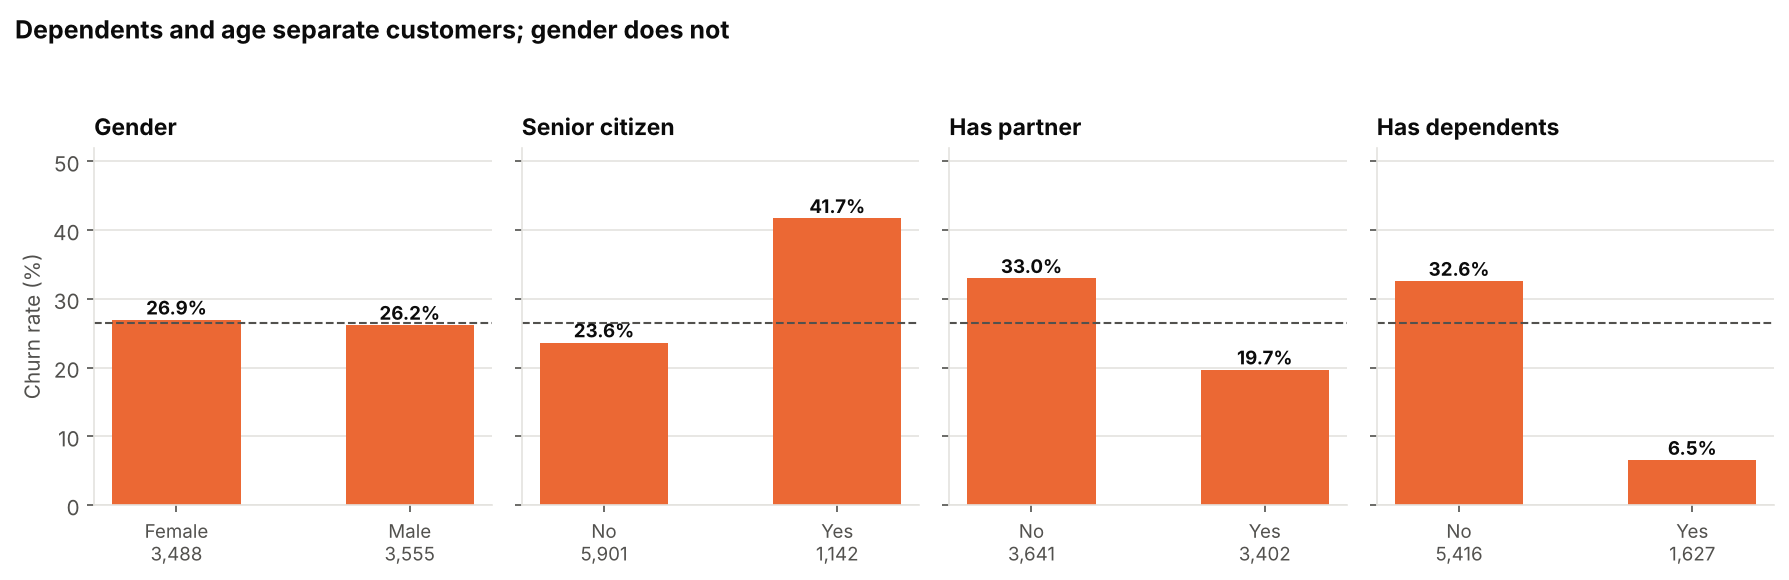 Dependents and age separate customers; gender does not
Gender
Senior citizen
Has partner
Has dependents
Churn rate (%)
50
40
30
20
10
0
26.9%
26.2%
23.6%
41.7%
33.0%
19.7%
32.6%
6.5%
Female
3,488
Male
3,555
No
5,901
Yes
1,142
No
3,641
Yes
3,402
No
5,416
Yes
1,627